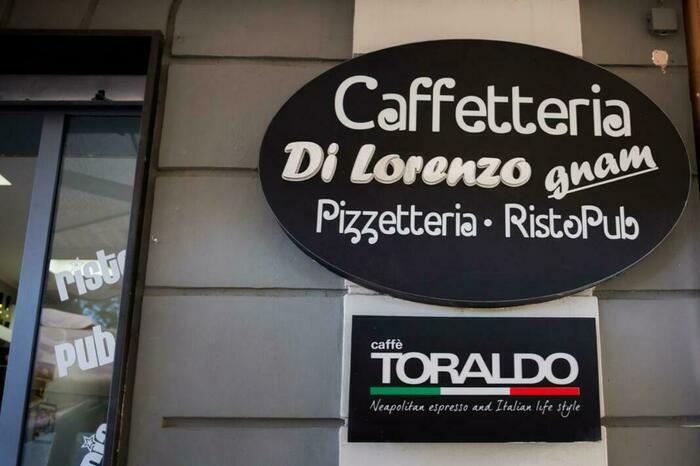 Caffetteria
Di Lorenzo gnam
Pizzetteria • RistoPub
caffè
TORALDO
Neapolitan espresso and Italian life style
risto
pub